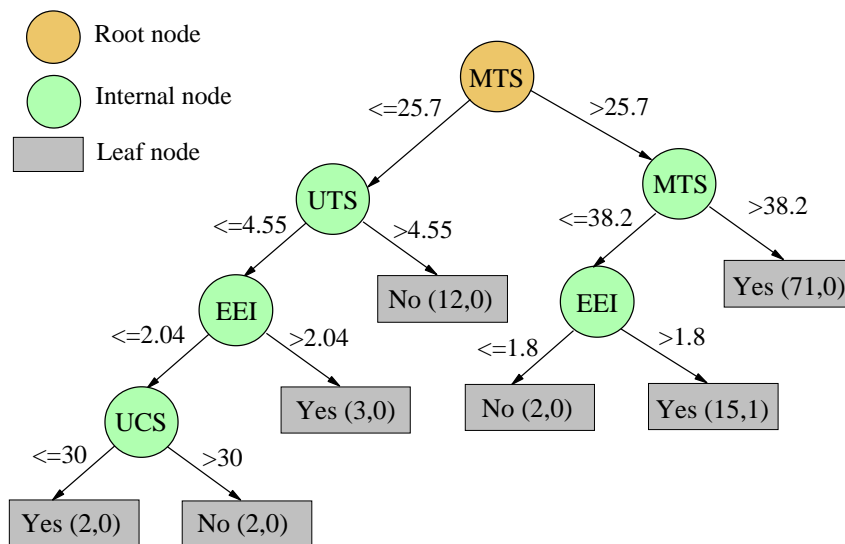 Root node
Internal node
Leaf node
MTS
<=25.7
>25.7
UTS
MTS
<=4.55
>4.55
<=38.2
>38.2
EEI
No (12,0)
EEI
Yes (71,0)
<=2.04
>2.04
<=1.8
>1.8
UCS
Yes (3,0)
No (2,0)
Yes (15,1)
<=30
>30
Yes (2,0)
No (2,0)